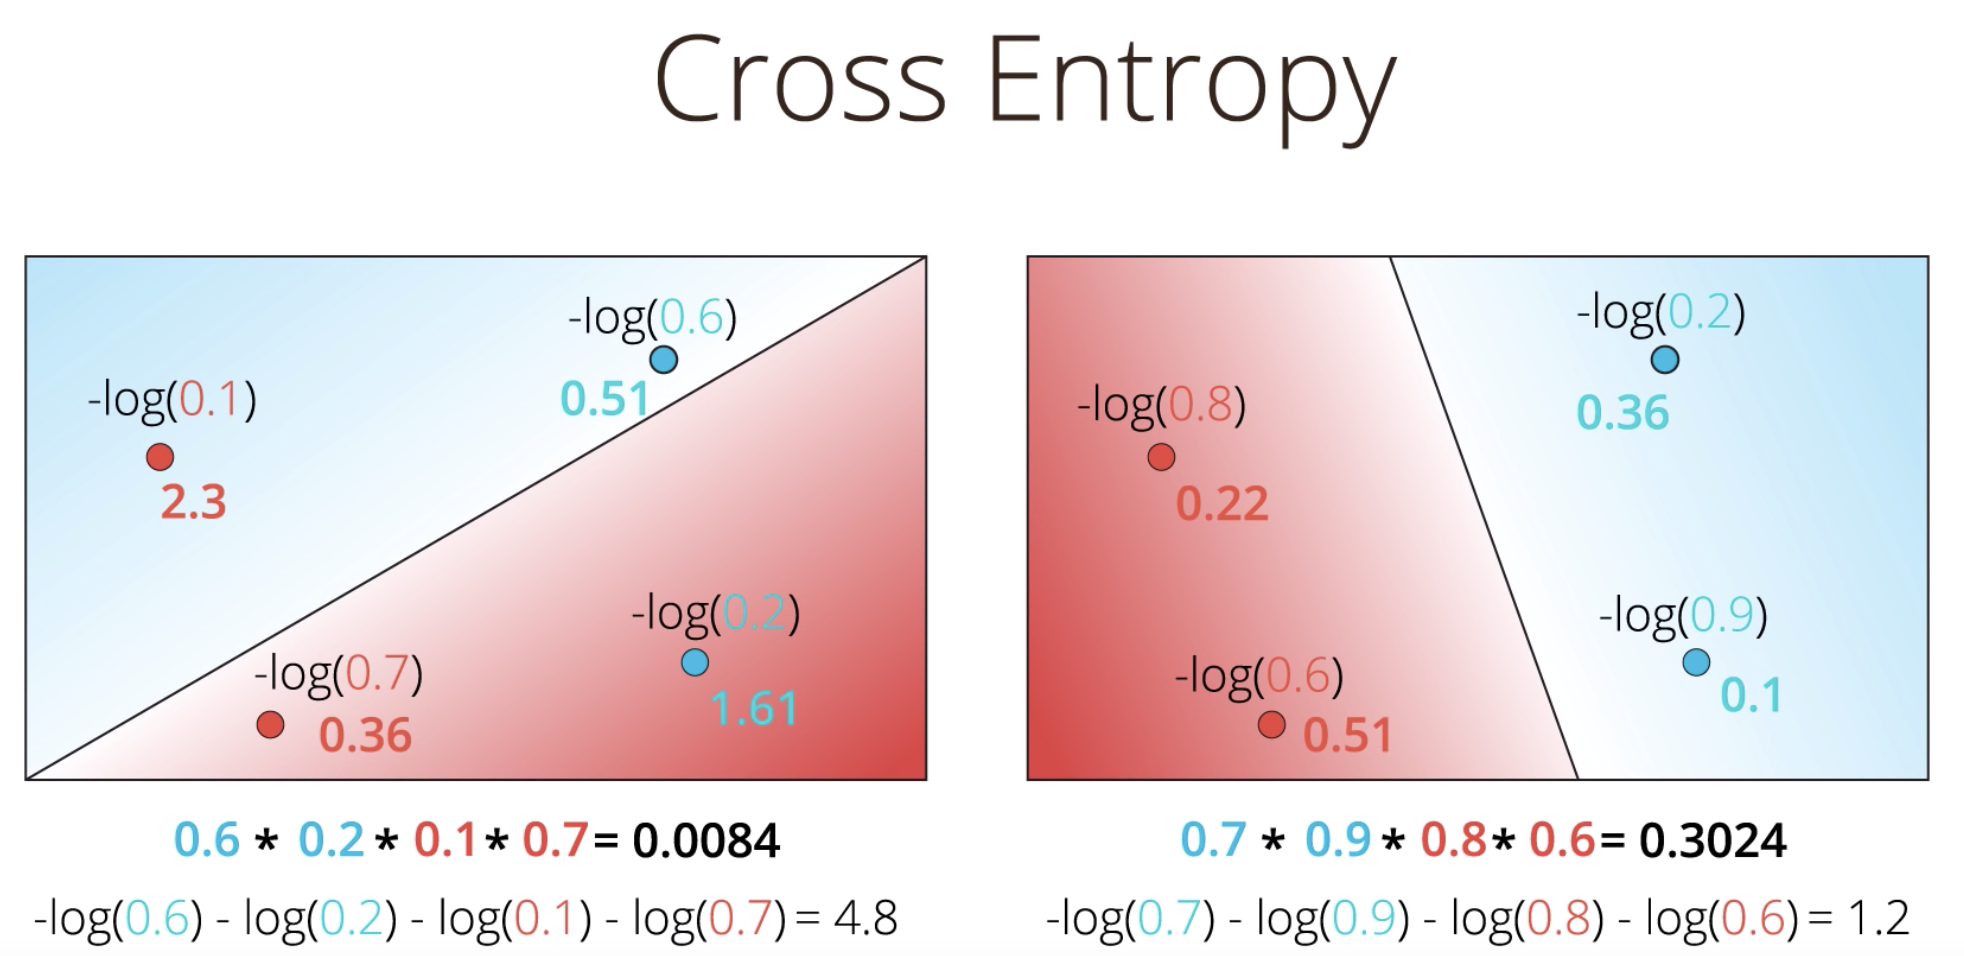 Cross Entropy
-log(0.6)
0.51
-log(0.1)
2.3
-log(0.2)
1.61
-log(0.7)
0.36
0.6 * 0.2 * 0.1* 0.7= 0.0084
-log(0.6) - log(0.2) - log(0.1) - log(0.7) = 4.8
-log(0.2)
0.36
-log(0.8)
0.22
-log(0.9)
0.1
-log(0.6)
0.51
0.7 * 0.9 * 0.8* 0.6= 0.3024
-log(0.7) - log(0.9) - log(0.8) - log(0.6) = 1.2